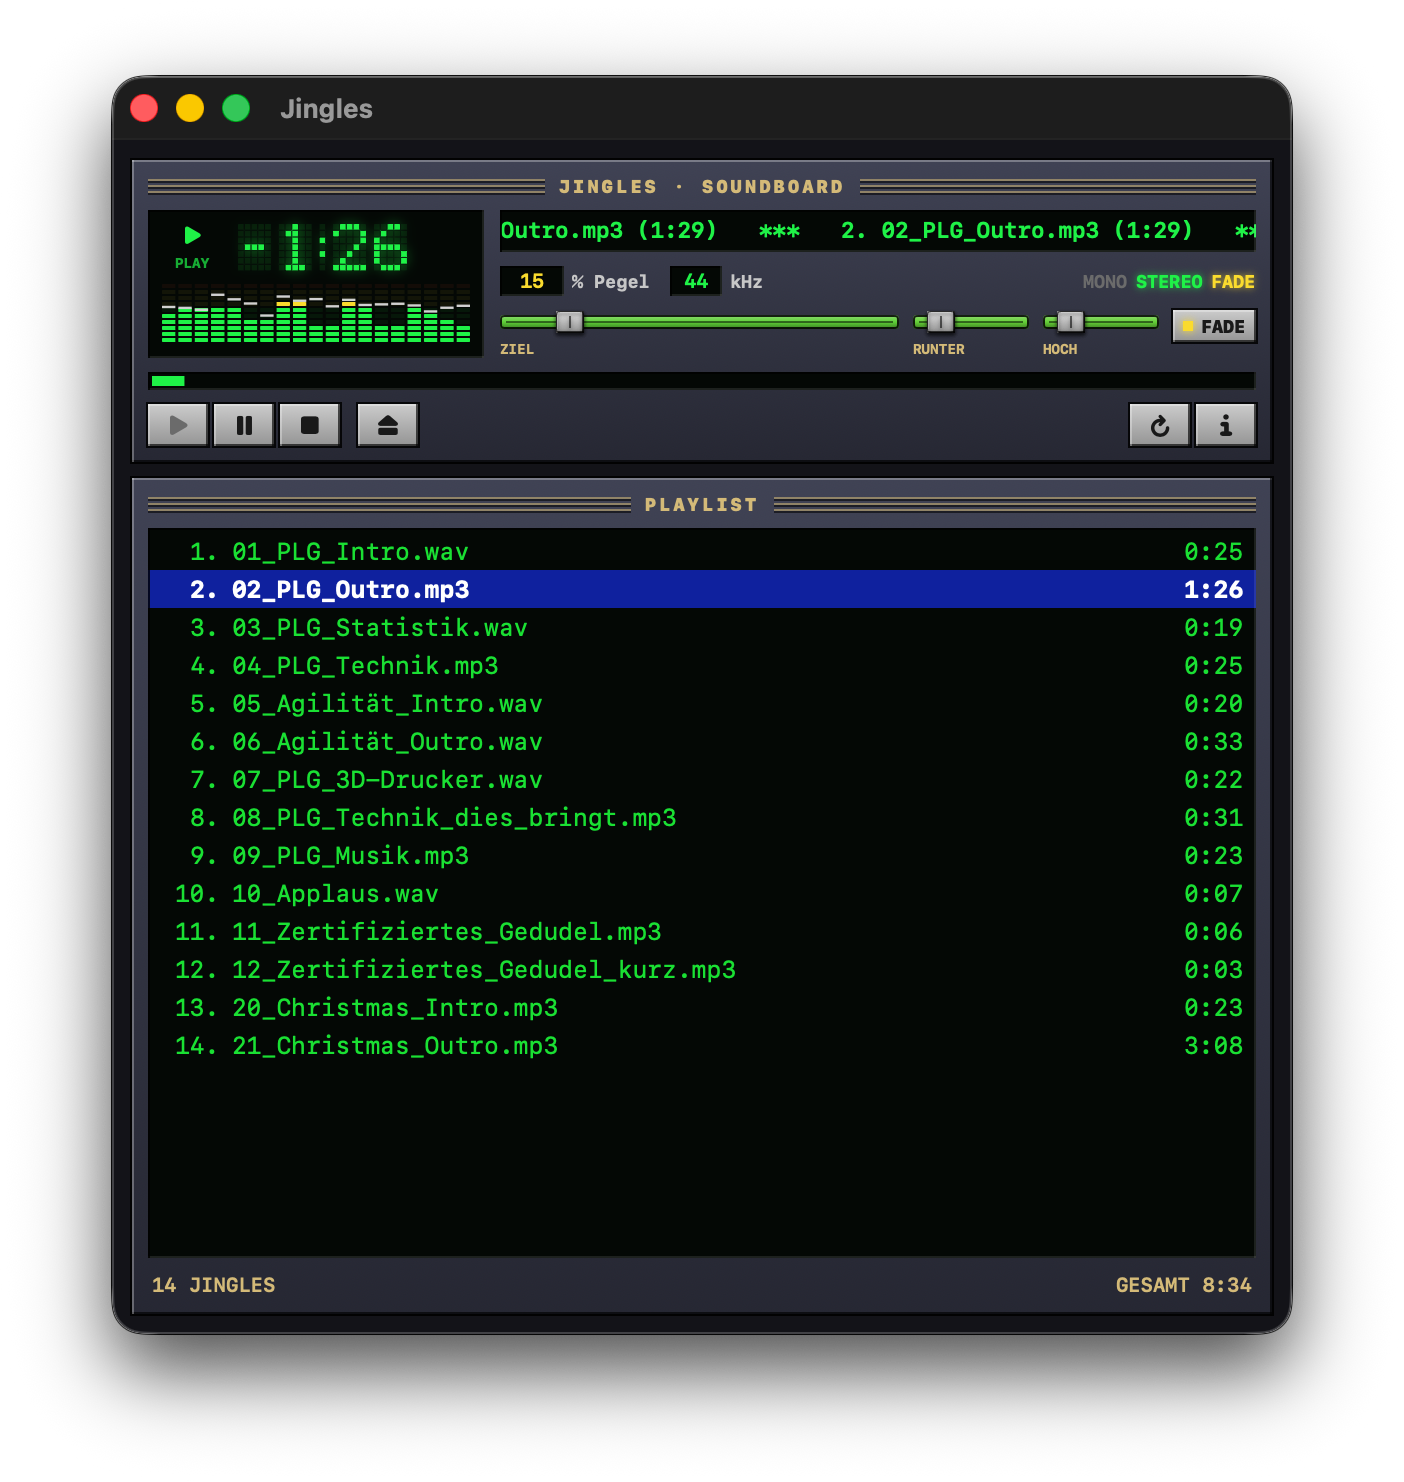 Jingles
JINGLES · SOUNDBOARD
PLAY
-1:26
Outro.mp3 (1:29) *** 2. 02_PLG_Outro.mp3 (1:29) **
15 % Pegel 44 kHz MONO STEREO FADE
ZIEL RUNTER HOCH FADE
PLAYLIST
1. 01_PLG_Intro.wav 0:25
2. 02_PLG_Outro.mp3 1:26
3. 03_PLG_Statistik.wav 0:19
4. 04_PLG_Technik.mp3 0:25
5. 05_Agilität_Intro.wav 0:20
6. 06_Agilität_Outro.wav 0:33
7. 07_PLG_3D-Drucker.wav 0:22
8. 08_PLG_Technik_dies_bringt.mp3 0:31
9. 09_PLG_Musik.mp3 0:23
10. 10_Applaus.wav 0:07
11. 11_Zertifiziertes_Gedudel.mp3 0:06
12. 12_Zertifiziertes_Gedudel_kurz.mp3 0:03
13. 20_Christmas_Intro.mp3 0:23
14. 21_Christmas_Outro.mp3 3:08
14 JINGLES GESAMT 8:34